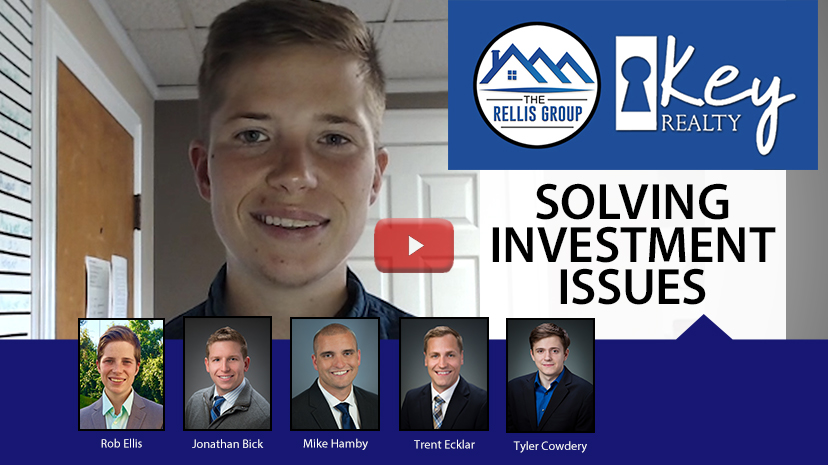 THE
RELLIS GROUP
Key
REALTY
SOLVING
INVESTMENT
ISSUES
Rob Ellis
Jonathan Bick
Mike Hamby
Trent Ecklar
Tyler Cowdery